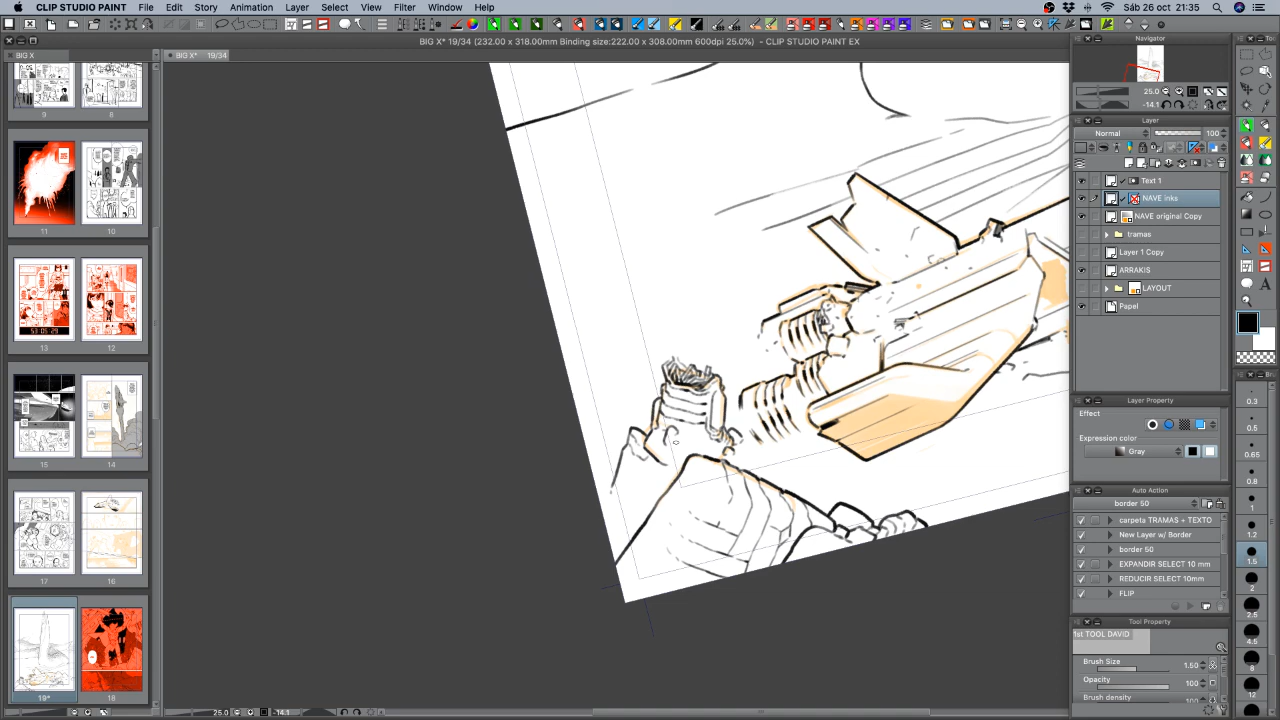 CLIP STUDIO PAINT File Edit Story Animation Layer Select View Filter Window Help Sáb 26 oct 21:35
BIG X* 19/34 (232.00 x 318.00mm Binding size:222.00 x 308.00mm 600dpi 25.0%) - CLIP STUDIO PAINT EX
BIG X
BIG X* 19/34
Navigator
25.0
-14.1
Layer
Normal 100
Text 1
NAVE inks
NAVE original Copy
tramas
Layer 1 Copy
ARRAKIS
LAYOUT
Papel
Layer Property
Effect
Expression color
Gray
Auto Action
border 50
carpeta TRAMAS + TEXTO
New Layer w/ Border
border 50
EXPANDIR SELECT 10 mm
REDUCIR SELECT 10mm
FLIP
Tool Property
1st TOOL DAVID
Brush Size 1.50
Opacity 100
Brush density 100
0.3
0.5
0.65
0.8
1
1.2
1.5
2
2.5
4.5
8
12
9 8
11 10
53:05:29
13 12
15 14
17 16
19* 18
25.0 -14.1